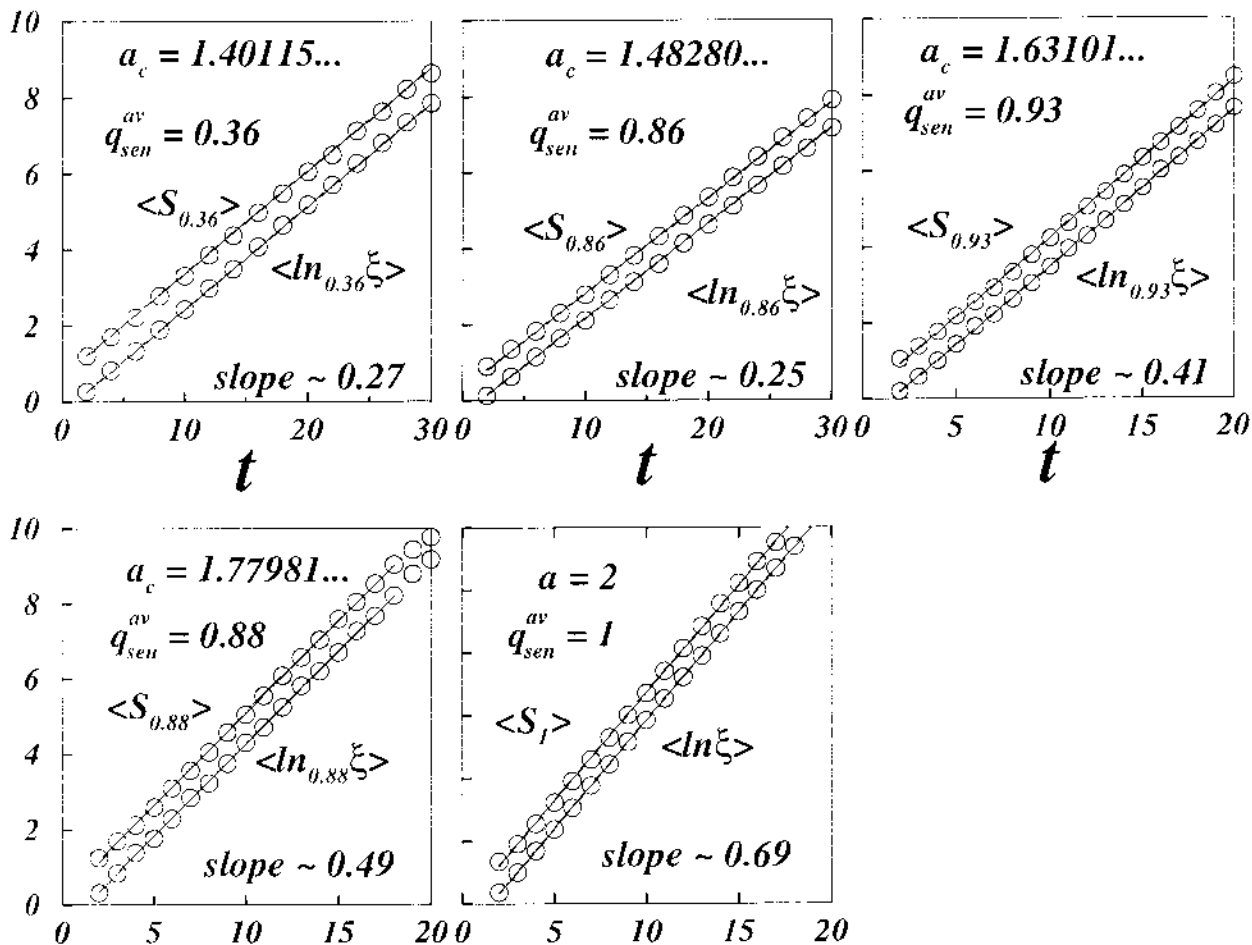 10
8
6
4
2
0
a_c = 1.40115...
q_sen^av = 0.36
<S_0.36>
<ln_0.36 ξ>
slope ~ 0.27
0 10 20 30
t
a_c = 1.48280...
q_sen^av = 0.86
<S_0.86>
<ln_0.86 ξ>
slope ~ 0.25
0 10 20 30
t
a_c = 1.63101...
q_sen^av = 0.93
<S_0.93>
<ln_0.93 ξ>
slope ~ 0.41
5 10 15 20
t
10
8
6
4
2
0
a_c = 1.77981...
q_sen^av = 0.88
<S_0.88>
<ln_0.88 ξ>
slope ~ 0.49
0 5 10 15 20
a = 2
q_sen^av = 1
<S_1>
<lnξ>
slope ~ 0.69
0 5 10 15 20